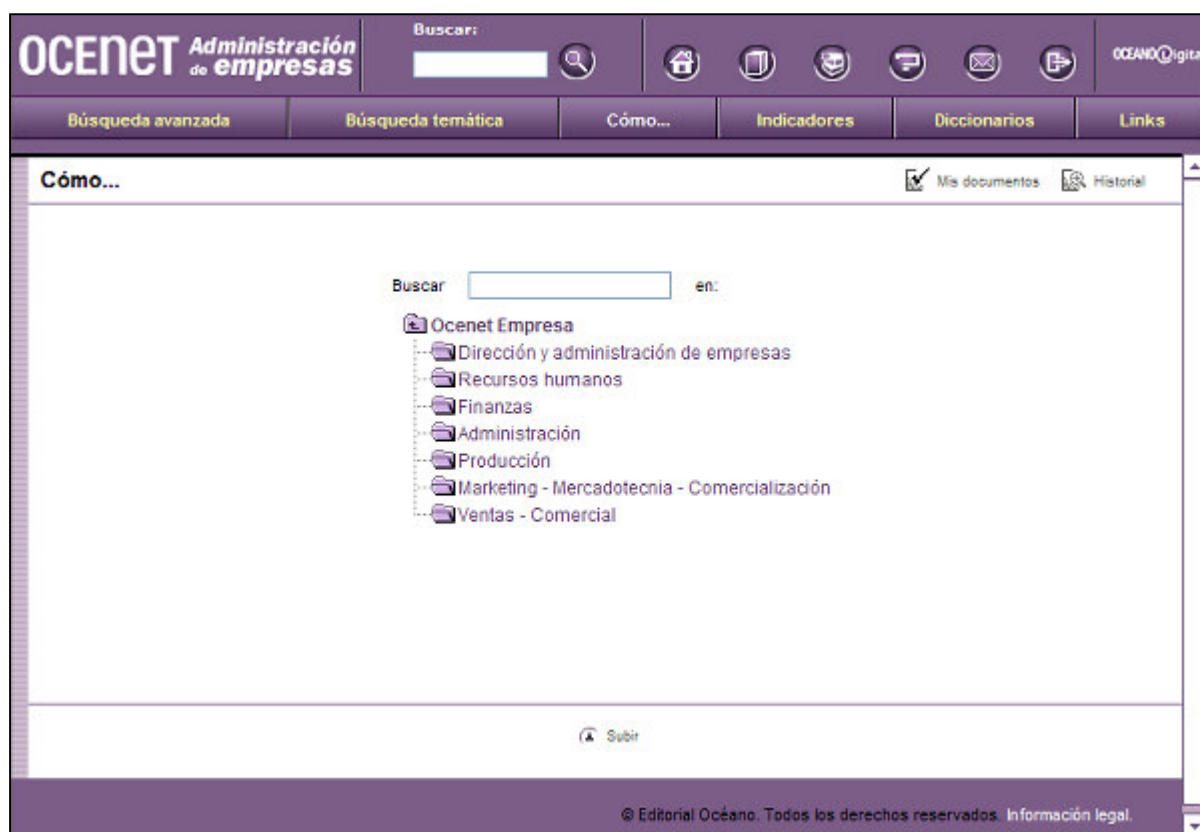 Buscar:
OCENET Administración de empresas
OCEANO Digita
Búsqueda avanzada Búsqueda temática Cómo... Indicadores Diccionarios Links
Cómo... Mis documentos Historial
Buscar en:
Ocenet Empresa
Dirección y administración de empresas
Recursos humanos
Finanzas
Administración
Producción
Marketing - Mercadotecnia - Comercialización
Ventas - Comercial
Subir
© Editorial Océano. Todos los derechos reservados. Información legal.